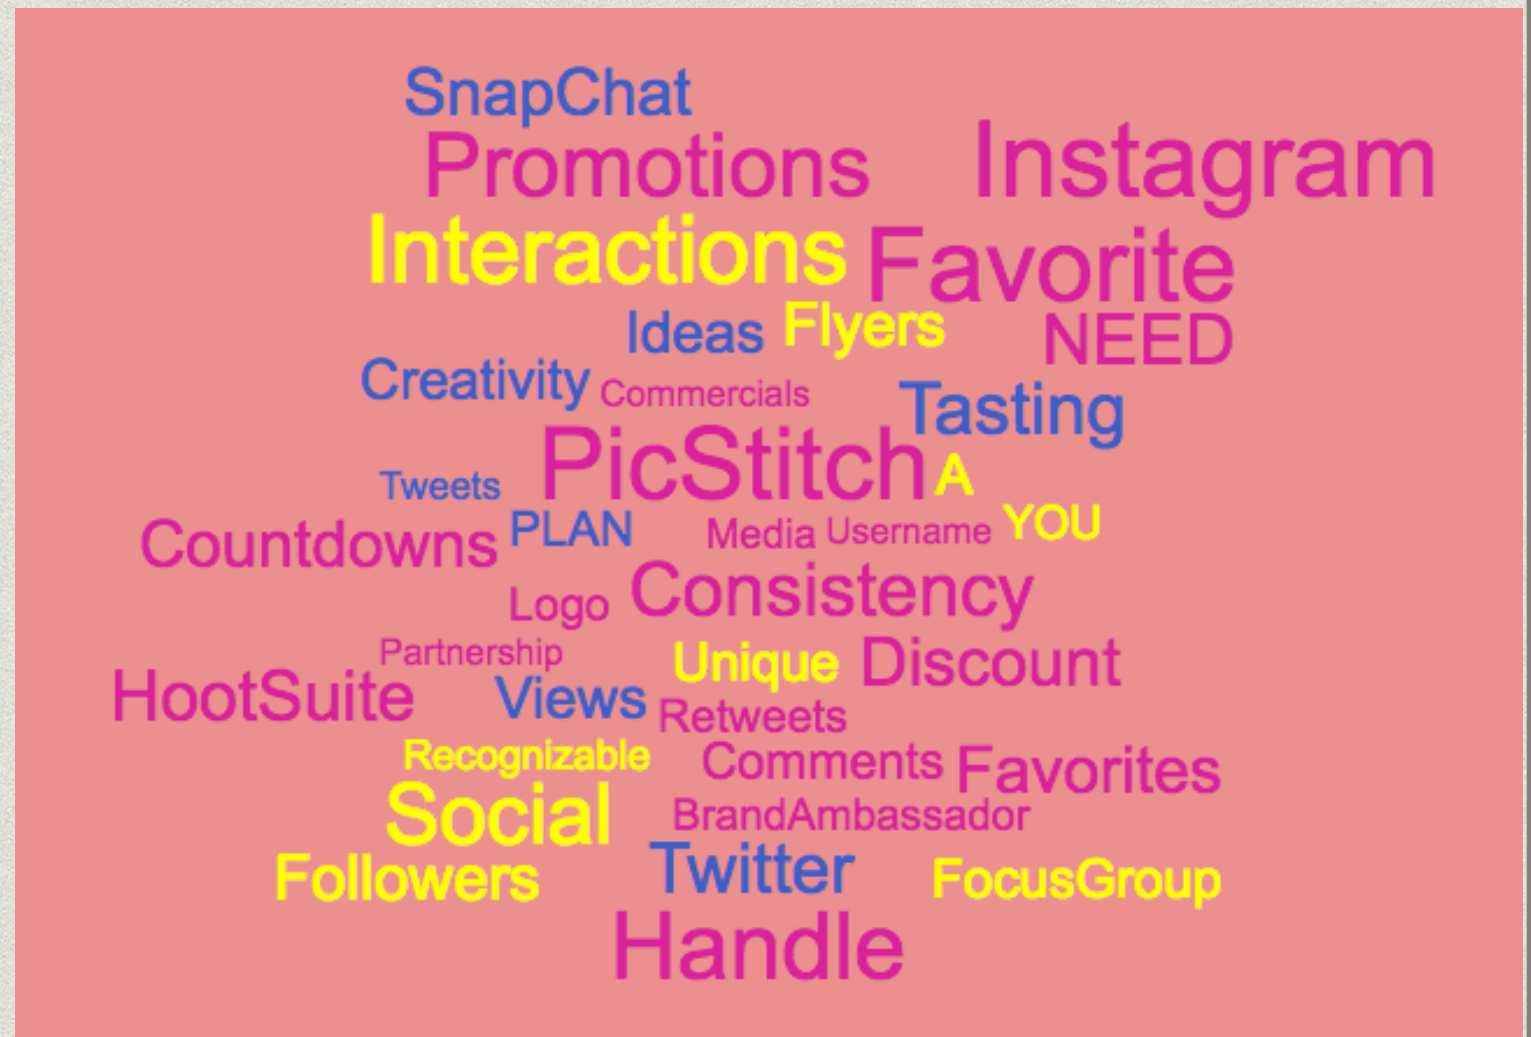 SnapChat
Promotions Instagram
Interactions Favorite
Ideas Flyers NEED
Creativity Commercials Tasting
PicStitch A
Tweets
Countdowns PLAN Media Username YOU
Logo Consistency
Partnership Unique Discount
HootSuite Views Retweets
Recognizable Comments Favorites
Social BrandAmbassador
Followers Twitter FocusGroup
Handle